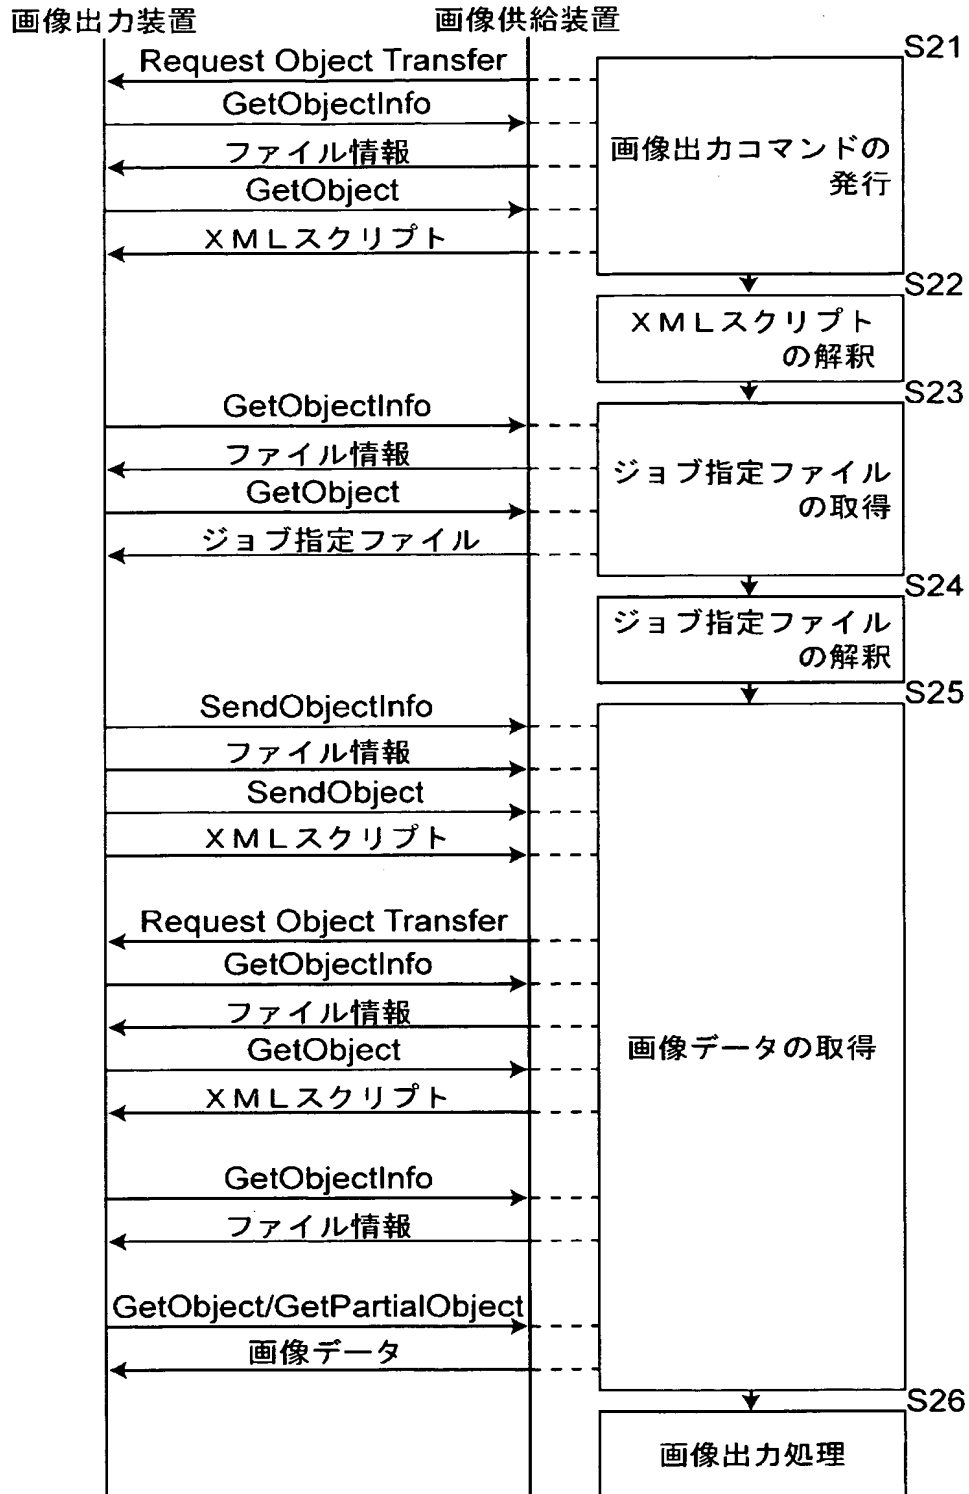 画像出力装置
画像供給装置
S21
Request Object Transfer
GetObjectInfo
ファイル情報
GetObject
ＸＭＬスクリプト
画像出力コマンドの
発行
S22
ＸＭＬスクリプト
の解釈
S23
GetObjectInfo
ファイル情報
GetObject
ジョブ指定ファイル
ジョブ指定ファイル
の取得
S24
ジョブ指定ファイル
の解釈
S25
SendObjectInfo
ファイル情報
SendObject
ＸＭＬスクリプト
Request Object Transfer
GetObjectInfo
ファイル情報
GetObject
ＸＭＬスクリプト
GetObjectInfo
ファイル情報
GetObject/GetPartialObject
画像データ
画像データの取得
S26
画像出力処理